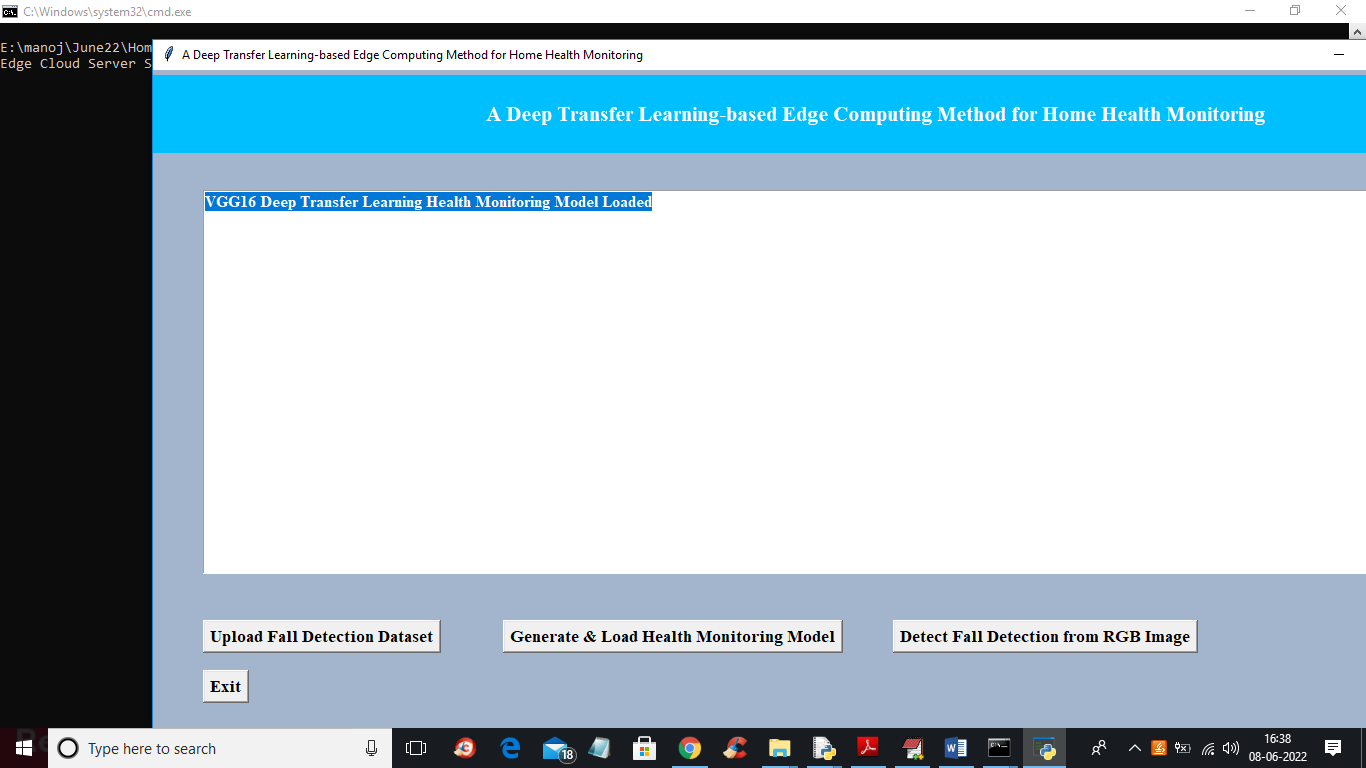 C:\Windows\system32\cmd.exe
E:\manoj\June22\Hom
Edge Cloud Server S
A Deep Transfer Learning-based Edge Computing Method for Home Health Monitoring
A Deep Transfer Learning-based Edge Computing Method for Home Health Monitoring
VGG16 Deep Transfer Learning Health Monitoring Model Loaded
Upload Fall Detection Dataset
Generate & Load Health Monitoring Model
Detect Fall Detection from RGB Image
Exit
Type here to search
18
16:38
08-06-2022